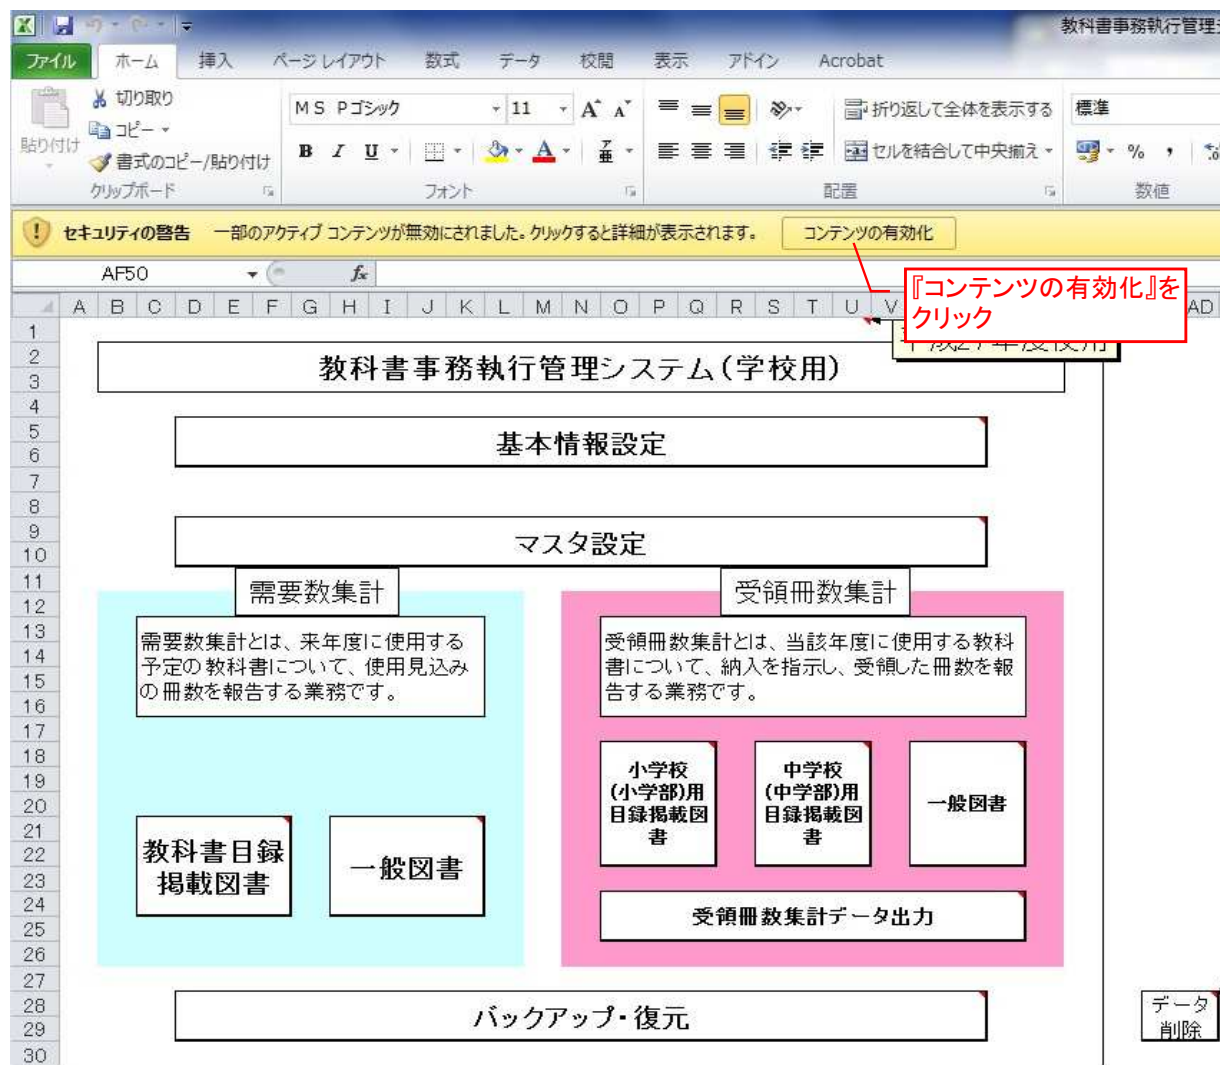 教科書事務執行管理
ファイル ホーム 挿入 ページ レイアウト 数式 データ 校閲 表示 アドイン Acrobat
切り取り
コピー
書式のコピー/貼り付け
貼り付け
クリップボード
ＭＳ Ｐゴシック 11
B I U
フォント
折り返して全体を表示する
セルを結合して中央揃え
配置
標準
% ,
数値
セキュリティの警告 一部のアクティブ コンテンツが無効にされました。クリックすると詳細が表示されます。 コンテンツの有効化
AF50 fx
『コンテンツの有効化』を
クリック
A B C D E F G H I J K L M N O P Q R S T U V AD
1
2
3
4
5
6
7
8
9
10
11
12
13
14
15
16
17
18
19
20
21
22
23
24
25
26
27
28
29
30
平成27年度使用
教科書事務執行管理システム(学校用)
基本情報設定
マスタ設定
需要数集計
需要数集計とは、来年度に使用する
予定の教科書について、使用見込み
の冊数を報告する業務です。
教科書目録
掲載図書
一般図書
受領冊数集計
受領冊数集計とは、当該年度に使用する教科
書について、納入を指示し、受領した冊数を報
告する業務です。
小学校
(小学部)用
目録掲載図
書
中学校
(中学部)用
目録掲載図
書
一般図書
受領冊数集計データ出力
バックアップ・復元
データ
削除